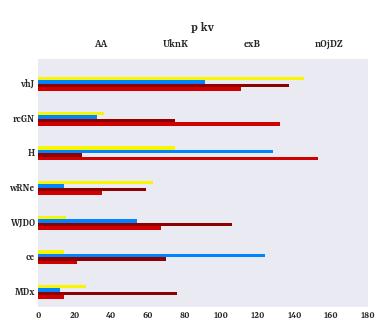 p kv
AA UknK exB nOjDZ
vhJ
rcGN
H
wRNc
WJDO
cc
MDx
0 20 40 60 80 100 120 140 160 180